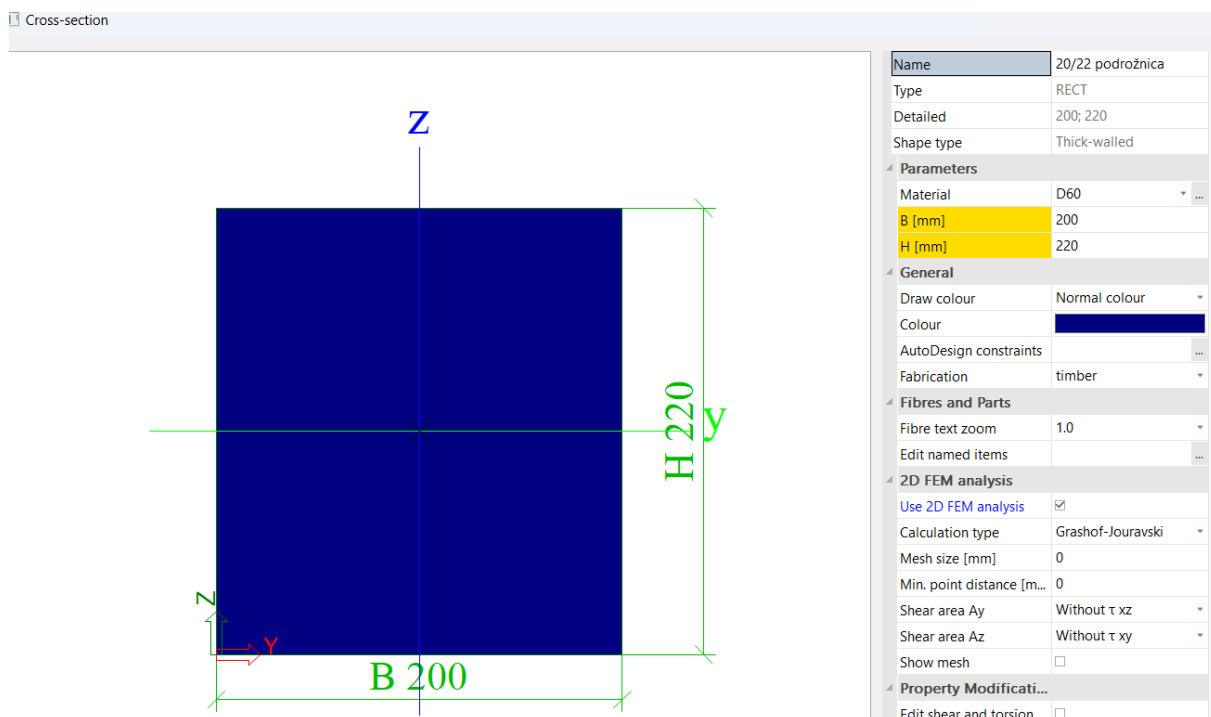 Cross-section
z
y
H 220
B 200
Z
Y
Name 20/22 podrožnica
Type RECT
Detailed 200; 220
Shape type Thick-walled
Parameters
Material D60 ...
B [mm] 200
H [mm] 220
General
Draw colour Normal colour
Colour
AutoDesign constraints ...
Fabrication timber
Fibres and Parts
Fibre text zoom 1.0
Edit named items ...
2D FEM analysis
Use 2D FEM analysis
Calculation type Grashof-Jouravski
Mesh size [mm] 0
Min. point distance [m... 0
Shear area Ay Without τ xz
Shear area Az Without τ xy
Show mesh
Property Modificati...
Edit shear and torsion